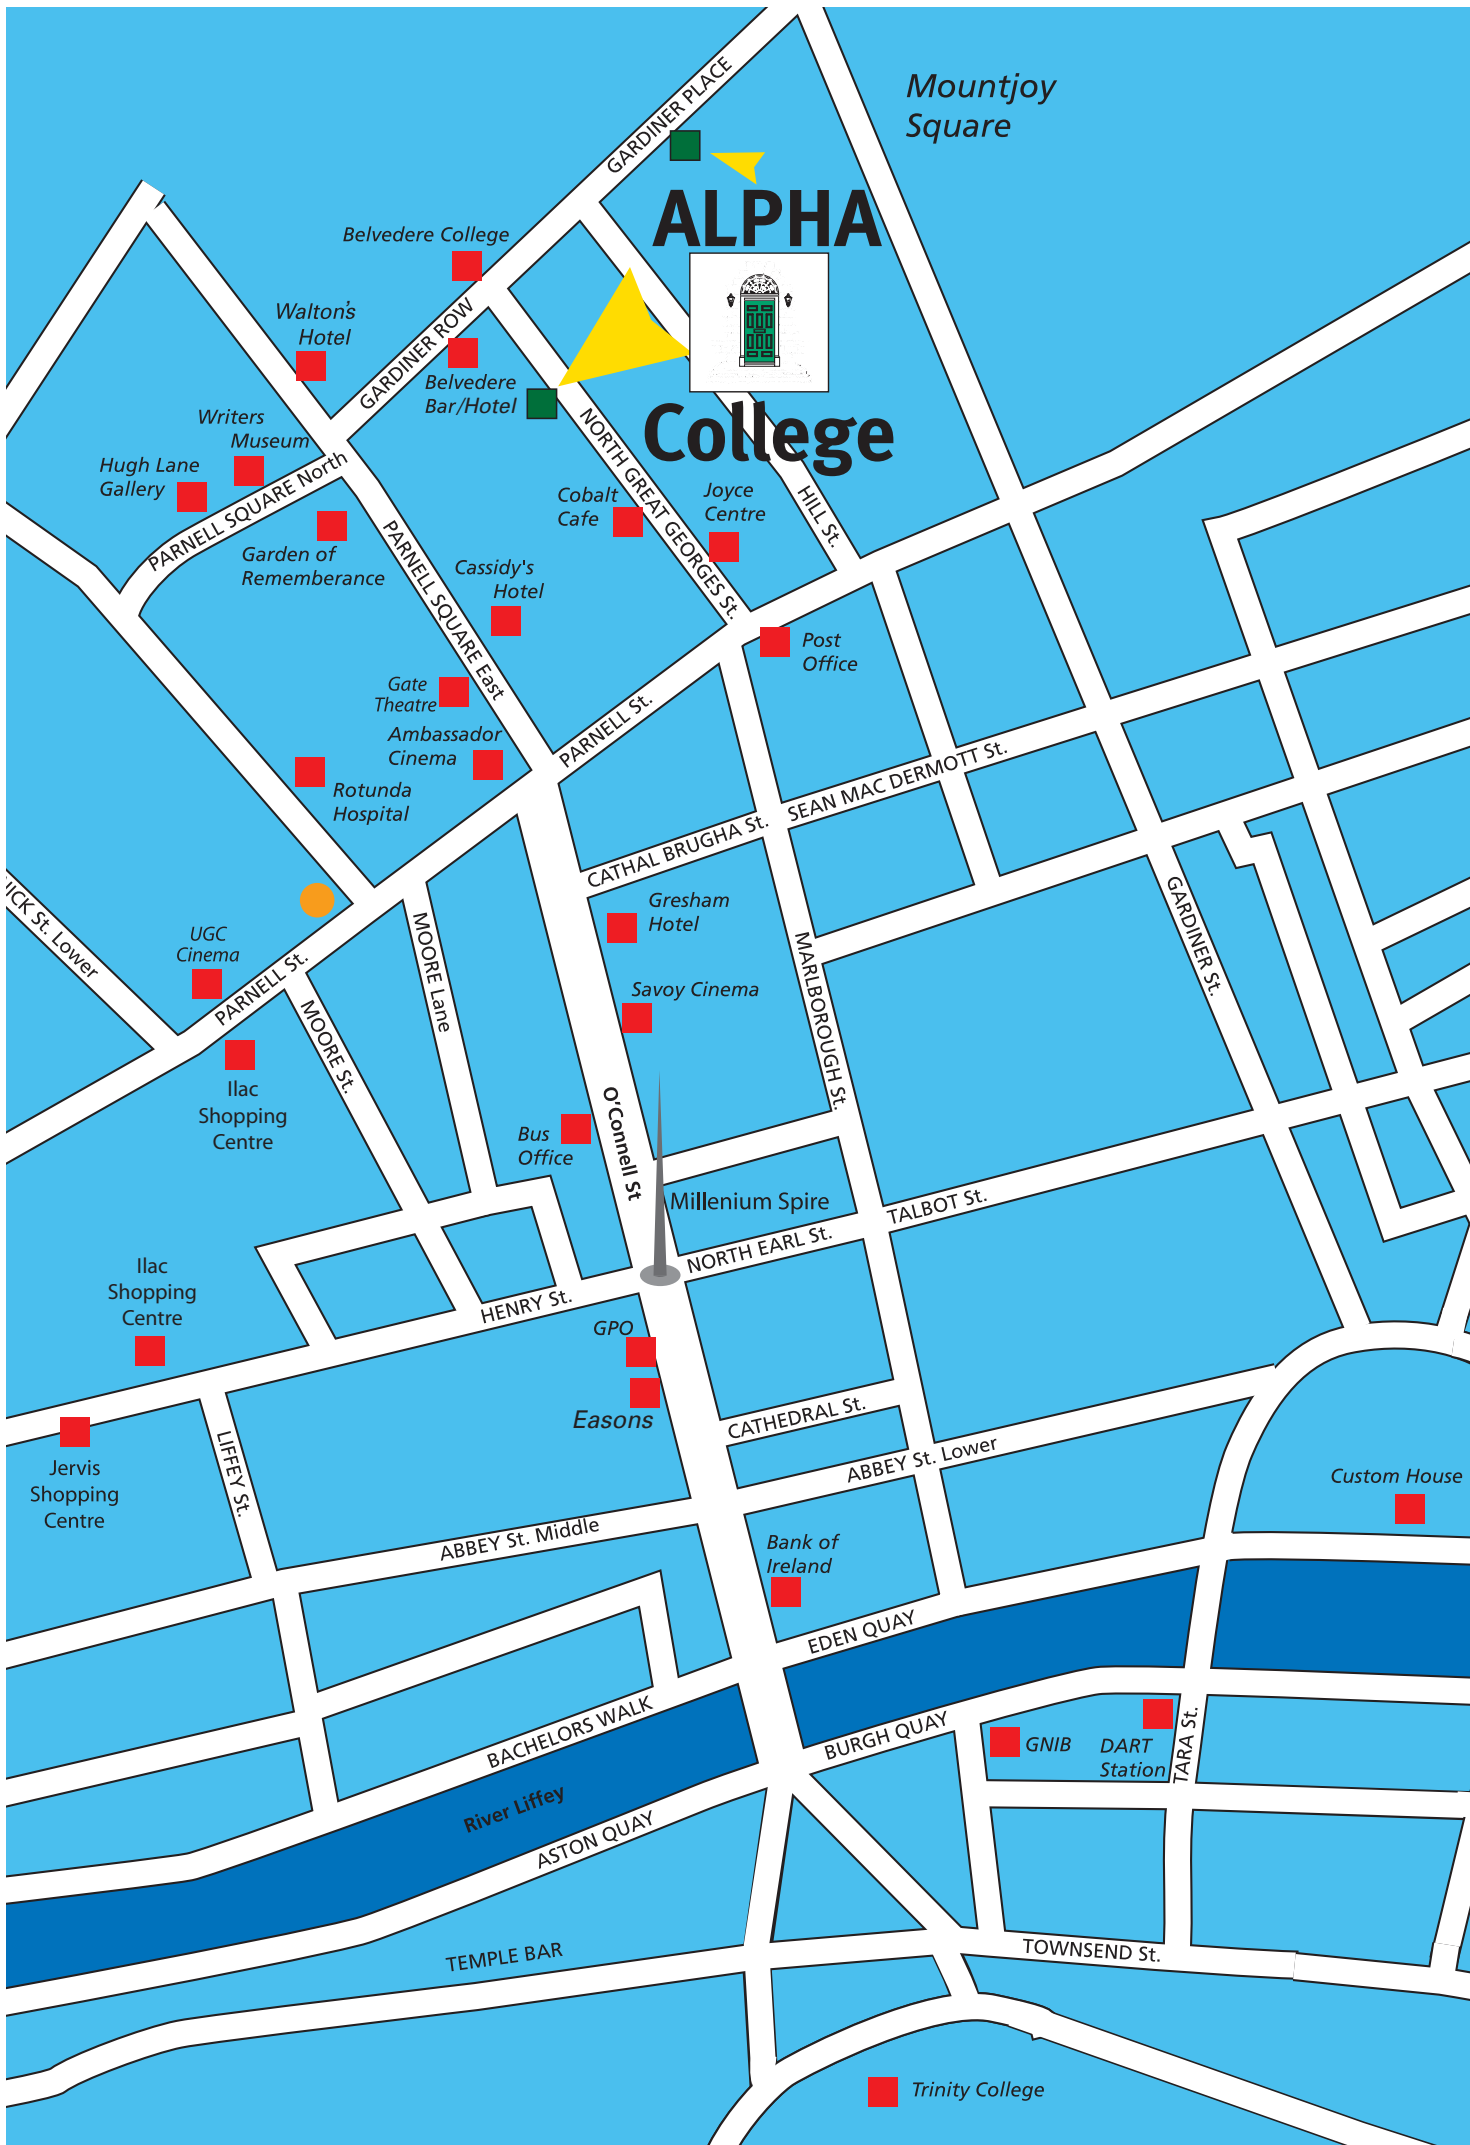 Mountjoy
Square
GARDINER PLACE
ALPHA
College
Belvedere College
Walton's
Hotel
GARDINER ROW
Belvedere
Bar/Hotel
Writers
Museum
Hugh Lane
Gallery
PARNELL SQUARE North
NORTH GREAT GEORGES St.
Cobalt
Cafe
Joyce
Centre
HILL St.
Garden of
Rememberance
PARNELL SQUARE East
Cassidy's
Hotel
Post
Office
Gate
Theatre
Ambassador
Cinema
PARNELL St.
Rotunda
Hospital
SEAN MAC DERMOTT St.
CATHAL BRUGHA St.
Gresham
Hotel
GARDINER St.
St. Lower
UGC
Cinema
PARNELL St.
MOORE Lane
MARLBOROUGH St.
Savoy Cinema
MOORE St.
Ilac
Shopping
Centre
O'Connell St
Bus
Office
Millenium Spire
TALBOT St.
NORTH EARL St.
Ilac
Shopping
Centre
HENRY St.
GPO
Easons
CATHEDRAL St.
LIFFEY St.
ABBEY St. Lower
Jervis
Shopping
Centre
Custom House
ABBEY St. Middle
Bank of
Ireland
EDEN QUAY
BACHELORS WALK
BURGH QUAY
GNIB
DART
Station
TARA St.
River Liffey
ASTON QUAY
TEMPLE BAR
TOWNSEND St.
Trinity College